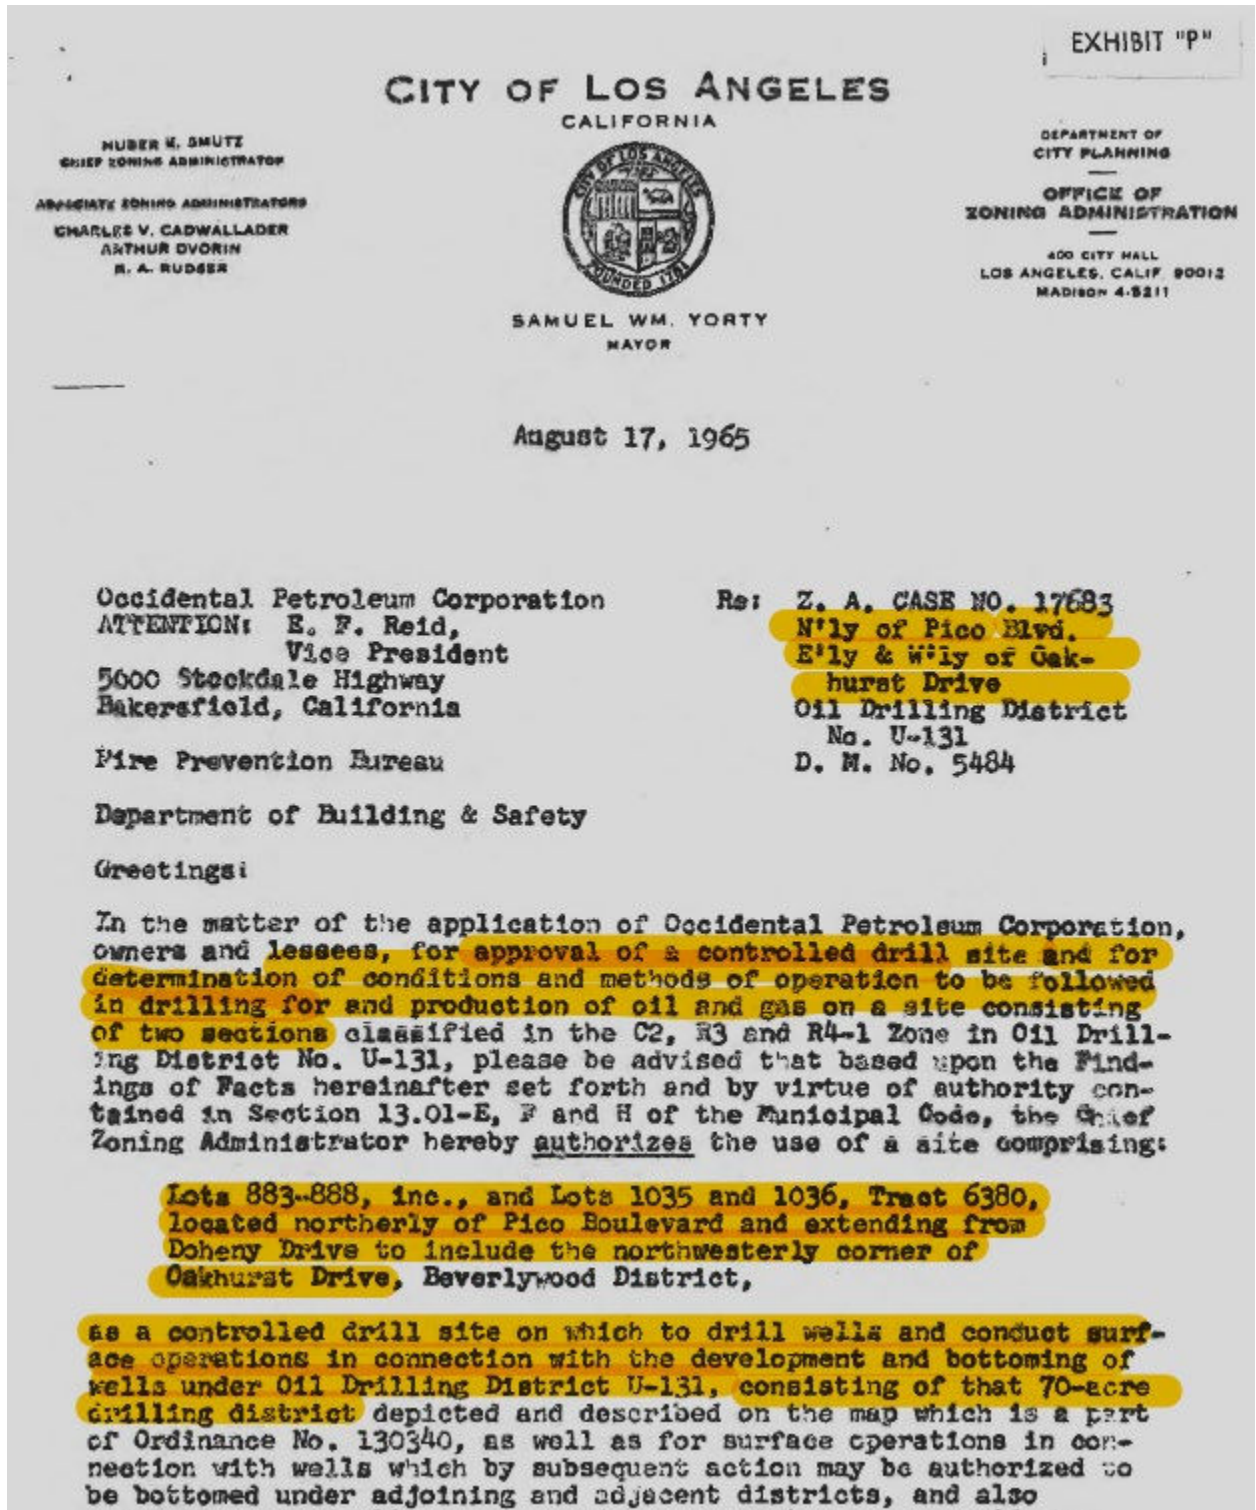 EXHIBIT "P"
CITY OF LOS ANGELES
CALIFORNIA
HUBER E. SMUTZ
CHIEF ZONING ADMINISTRATOR
ASSOCIATE ZONING ADMINISTRATORS
CHARLES V. CADWALLADER
ARTHUR DVORIN
R. A. RUDSER
CITY OF LOS ANGELES
FOUNDED 1781
SAMUEL WM. YORTY
MAYOR
DEPARTMENT OF
CITY PLANNING
OFFICE OF
ZONING ADMINISTRATION
400 CITY HALL
LOS ANGELES, CALIF. 90012
MADISON 4-5211
August 17, 1965
Occidental Petroleum Corporation
ATTENTION: E. F. Reid,
Vice President
5000 Stockdale Highway
Bakersfield, California
Fire Prevention Bureau
Department of Building & Safety
Re: Z. A. CASE NO. 17683
N'ly of Pico Blvd.
E'ly & W'ly of Oak-
hurst Drive
Oil Drilling District
No. U-131
D. M. No. 5484
Greetings:
In the matter of the application of Occidental Petroleum Corporation,
owners and lessees, for approval of a controlled drill site and for
determination of conditions and methods of operation to be followed
in drilling for and production of oil and gas on a site consisting
of two sections classified in the C2, R3 and R4-1 Zone in Oil Drill-
ing District No. U-131, please be advised that based upon the Find-
ings of Facts hereinafter set forth and by virtue of authority con-
tained in Section 13.01-E, F and H of the Municipal Code, the Chief
Zoning Administrator hereby authorizes the use of a site comprising:
Lots 883-888, inc., and Lots 1035 and 1036, Tract 6380,
located northerly of Pico Boulevard and extending from
Doheny Drive to include the northwesterly corner of
Oakhurst Drive, Beverlywood District,
as a controlled drill site on which to drill wells and conduct surf-
ace operations in connection with the development and bottoming of
wells under Oil Drilling District U-131, consisting of that 70-acre
drilling district depicted and described on the map which is a part
of Ordinance No. 130340, as well as for surface operations in con-
nection with wells which by subsequent action may be authorized to
be bottomed under adjoining and adjacent districts, and also